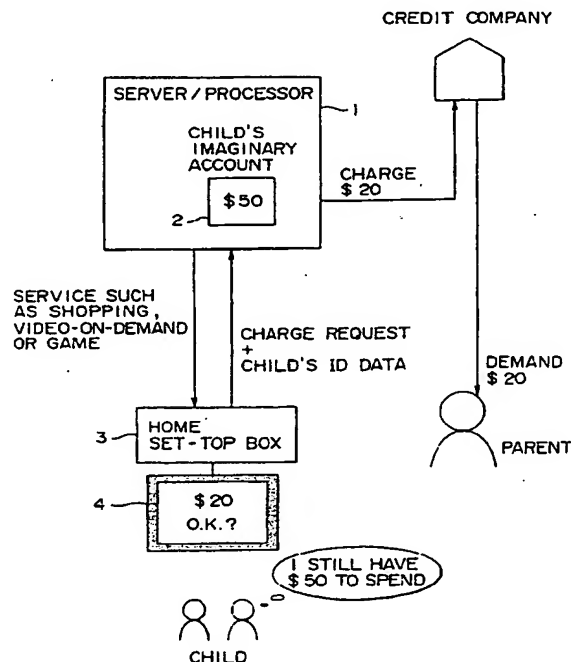 CREDIT COMPANY
SERVER/PROCESSOR
1
CHILD'S
IMAGINARY
ACCOUNT
2
$50
CHARGE
$20
SERVICE SUCH
AS SHOPPING,
VIDEO-ON-DEMAND
OR GAME
CHARGE REQUEST
+
CHILD'S ID DATA
DEMAND
$20
PARENT
3
HOME
SET-TOP BOX
4
$20
O.K.?
I STILL HAVE
$50 TO SPEND
CHILD